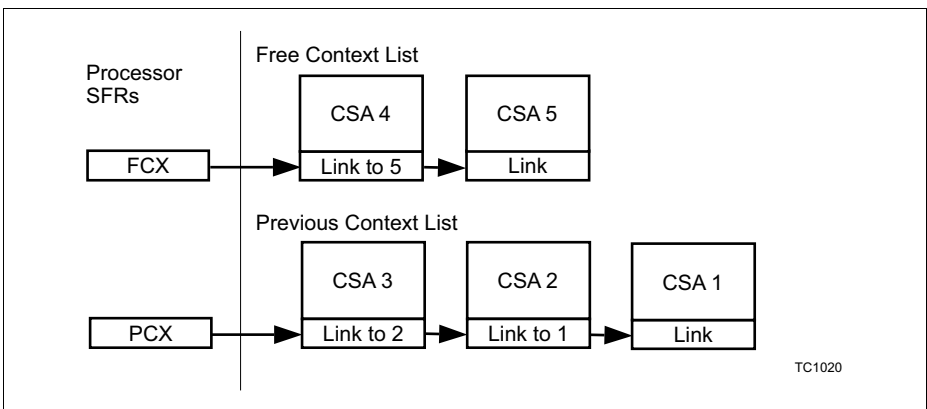 Free Context List
Processor
SFRs
CSA 4
CSA 5
FCX
Link to 5
Link
Previous Context List
CSA 3
CSA 2
CSA 1
PCX
Link to 2
Link to 1
Link
TC1020